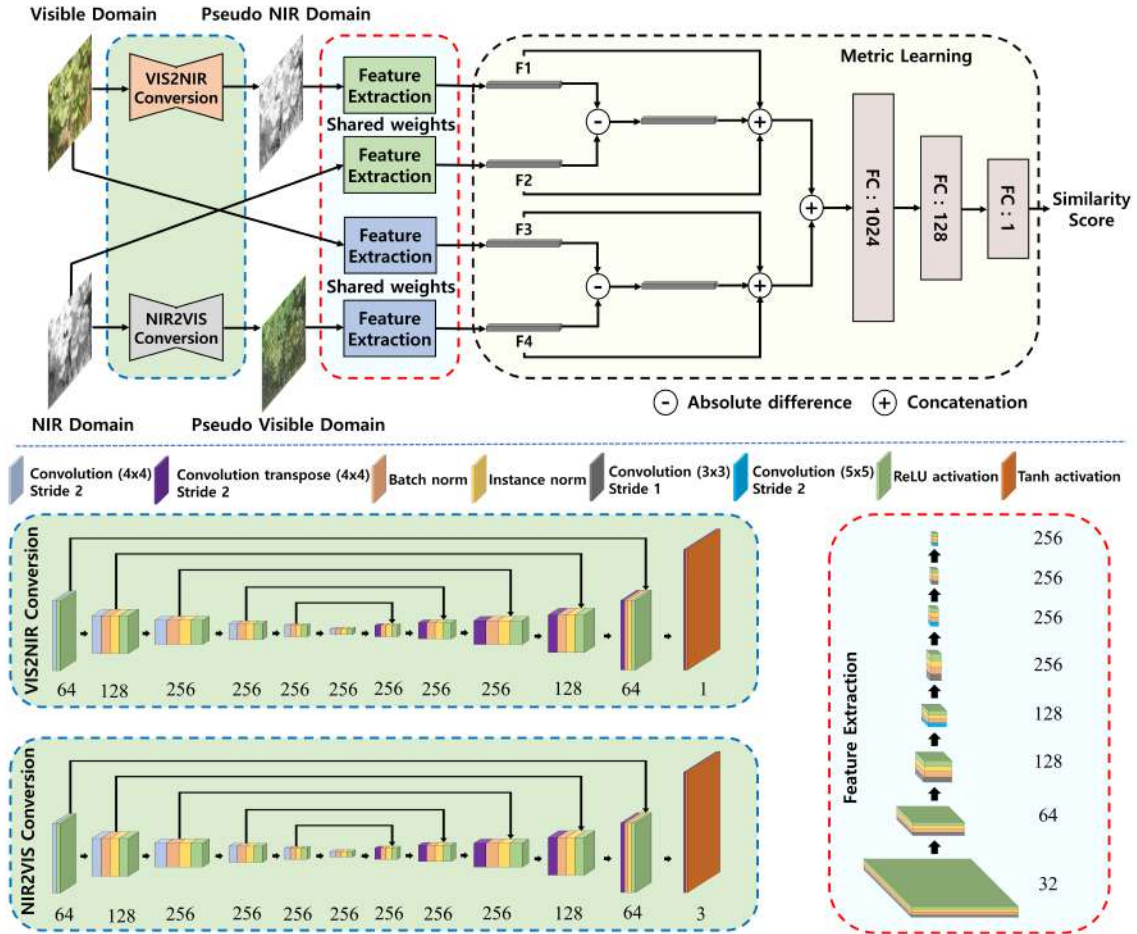 Visible Domain
Pseudo NIR Domain
VIS2NIR
Conversion
Feature
Extraction
Shared weights
Feature
Extraction
Feature
Extraction
Shared weights
Feature
Extraction
NIR2VIS
Conversion
NIR Domain
Pseudo Visible Domain
F1
F2
F3
F4
-
+
-
+
+
Metric Learning
FC : 1024
FC : 128
FC : 1
Similarity
Score
- Absolute difference
+ Concatenation
Convolution (4x4)
Stride 2
Convolution transpose (4x4)
Stride 2
Batch norm
Instance norm
Convolution (3x3)
Stride 1
Convolution (5x5)
Stride 2
ReLU activation
Tanh activation
VIS2NIR Conversion
64 128 256 256 256 256 256 256 256 128 64 1
NIR2VIS Conversion
64 128 256 256 256 256 256 256 256 128 64 3
Feature Extraction
256
256
256
256
128
128
64
32